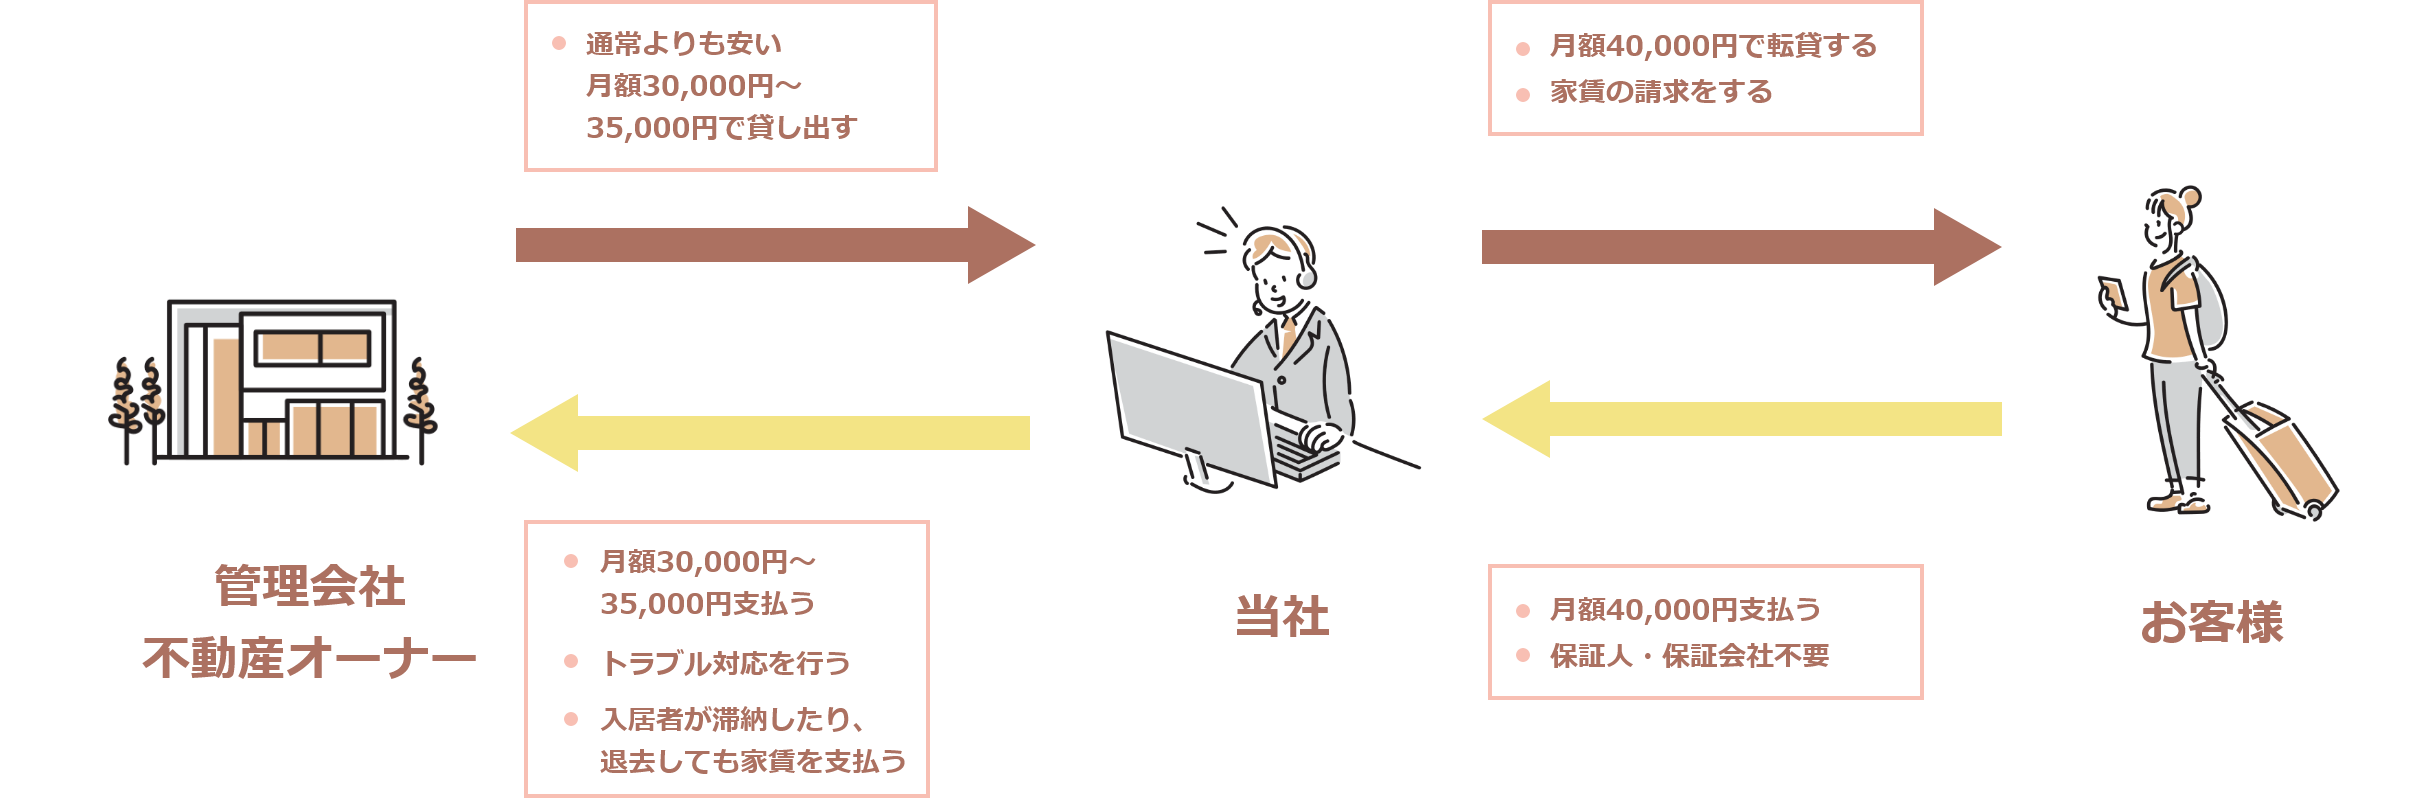 通常よりも安い
月額30,000円～
35,000円で貸し出す
月額40,000円で転貸する
家賃の請求をする
管理会社
不動産オーナー
月額30,000円～
35,000円支払う
トラブル対応を行う
入居者が滞納したり、
退去しても家賃を支払う
当社
月額40,000円支払う
保証人・保証会社不要
お客様